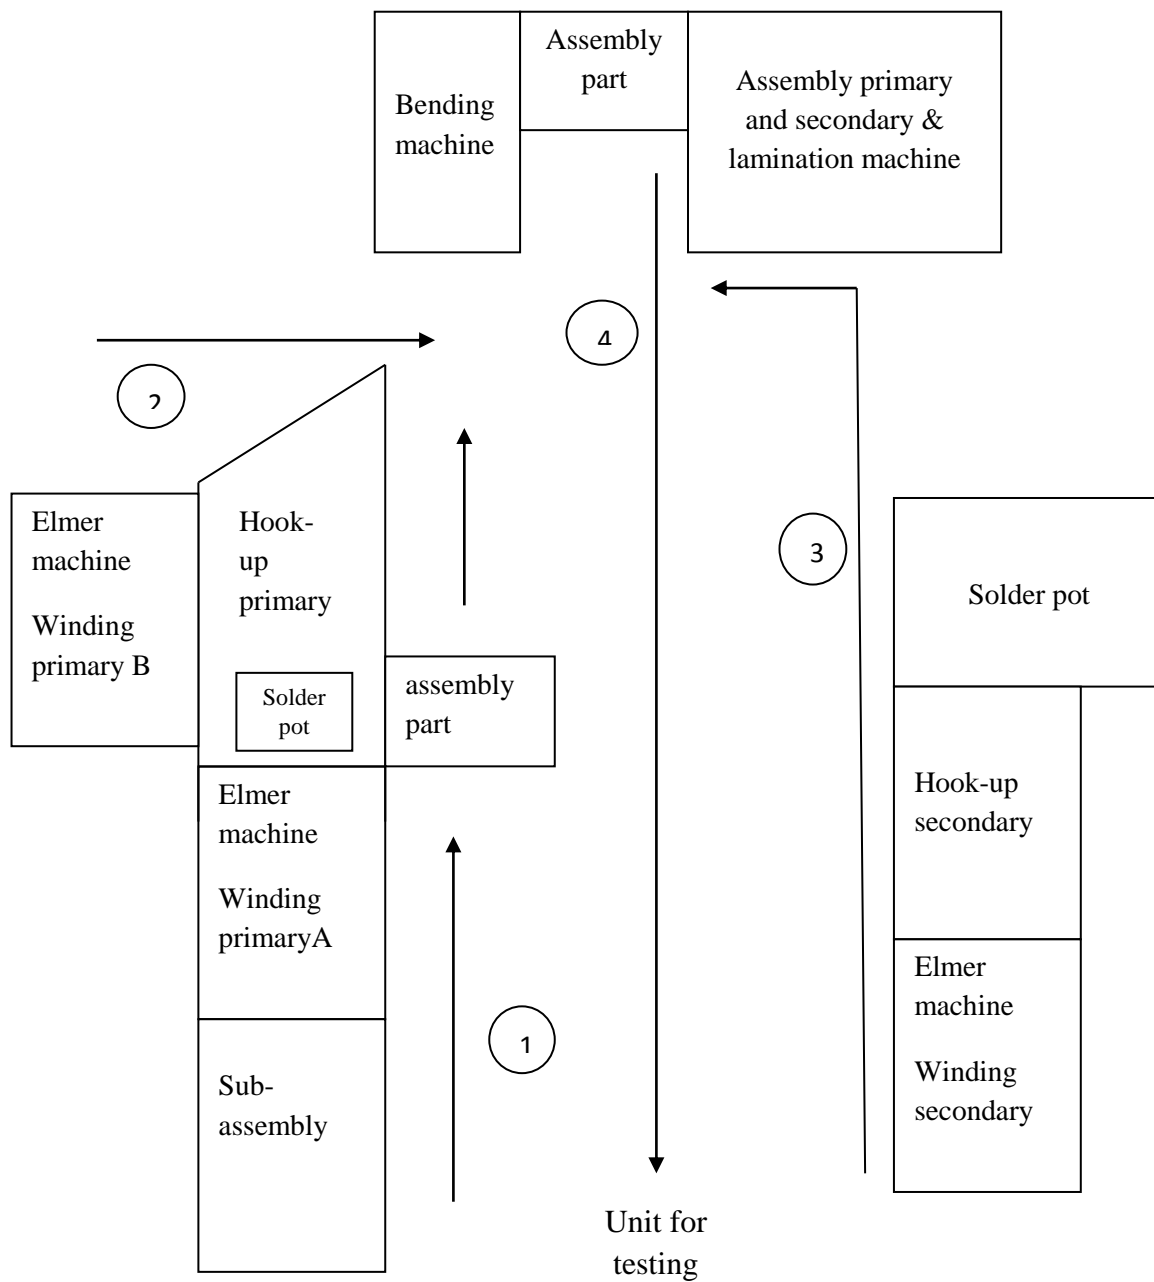 Assembly
part
Bending
machine
Assembly primary
and secondary &
lamination machine
4
2
Elmer
machine
Winding
primary B
Hook-
up
primary
Solder
pot
assembly
part
3
Solder pot
Elmer
machine
Winding
primaryA
Hook-up
secondary
Elmer
machine
Winding
secondary
1
Sub-
assembly
Unit for
testing